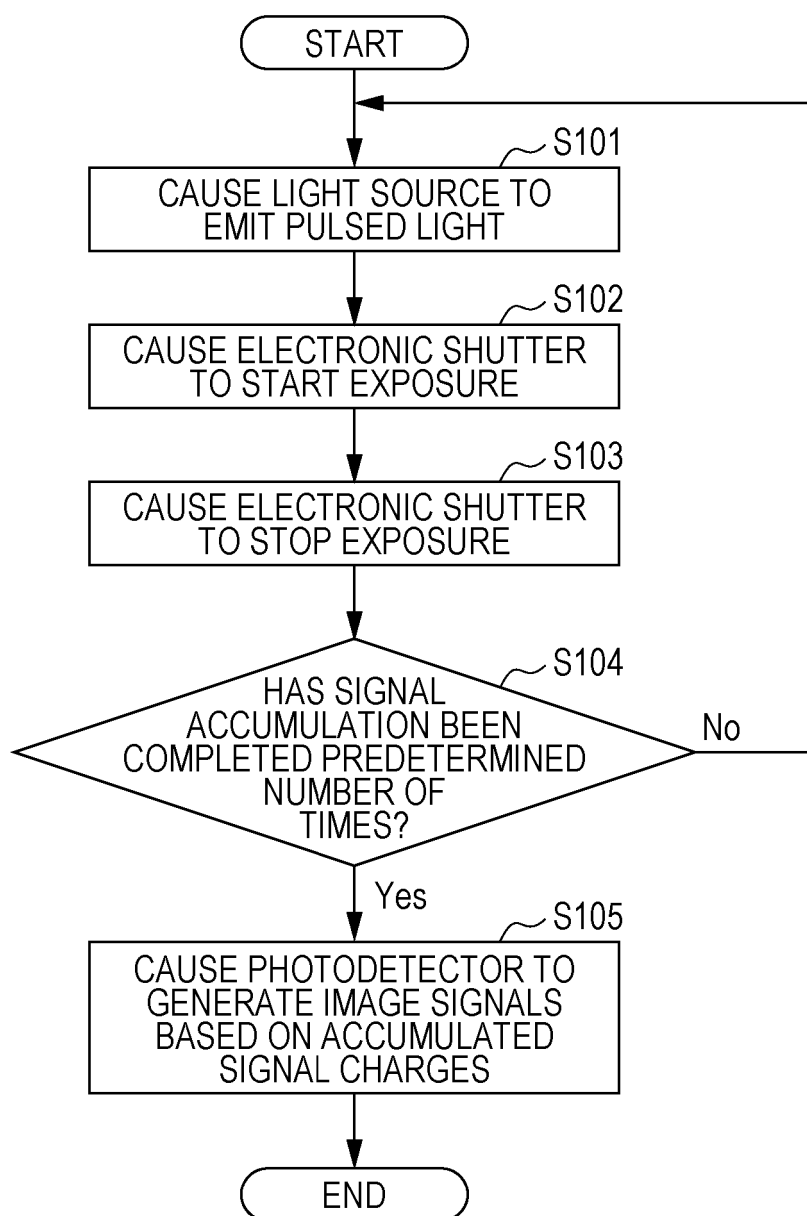 START
S101
CAUSE LIGHT SOURCE TO
EMIT PULSED LIGHT
S102
CAUSE ELECTRONIC SHUTTER
TO START EXPOSURE
S103
CAUSE ELECTRONIC SHUTTER
TO STOP EXPOSURE
S104
HAS SIGNAL
ACCUMULATION BEEN
COMPLETED PREDETERMINED
NUMBER OF
TIMES?
No
Yes
S105
CAUSE PHOTODETECTOR TO
GENERATE IMAGE SIGNALS
BASED ON ACCUMULATED
SIGNAL CHARGES
END